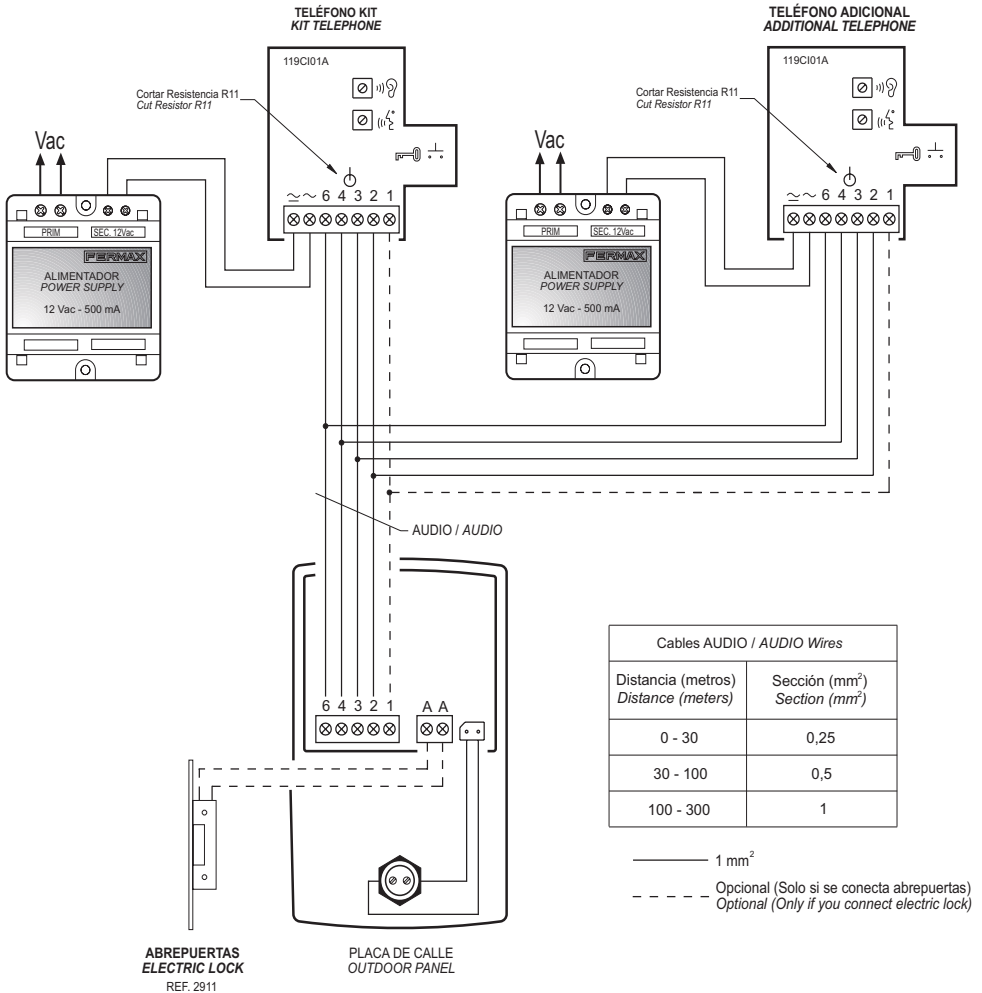 TELÉFONO KIT
KIT TELEPHONE
119CI01A
Cortar Resistencia R11
Cut Resistor R11
≃ ~ 6 4 3 2 1
Vac
PRIM
SEC. 12Vac
FERMAX
ALIMENTADOR
POWER SUPPLY
12 Vac - 500 mA
TELÉFONO ADICIONAL
ADDITIONAL TELEPHONE
119CI01A
Cortar Resistencia R11
Cut Resistor R11
≃ ~ 6 4 3 2 1
Vac
PRIM
SEC. 12Vac
FERMAX
ALIMENTADOR
POWER SUPPLY
12 Vac - 500 mA
AUDIO / AUDIO
6 4 3 2 1
A A
ABREPUERTAS
ELECTRIC LOCK
REF. 2911
PLACA DE CALLE
OUTDOOR PANEL
Cables AUDIO / AUDIO Wires
Distancia (metros)
Distance (meters)
Sección (mm²)
Section (mm²)
0 - 30
0,25
30 - 100
0,5
100 - 300
1
1 mm²
Opcional (Solo si se conecta abrepuertas)
Optional (Only if you connect electric lock)